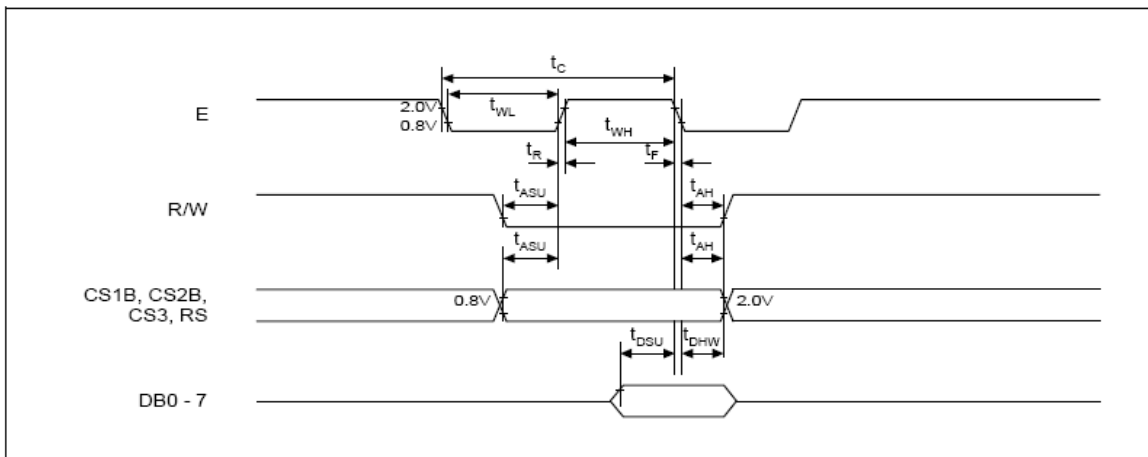 t_C
E
2.0V
0.8V
t_WL
t_WH
t_R
t_F
t_ASU
t_AH
R/W
t_ASU
t_AH
CS1B, CS2B,
CS3, RS
0.8V
2.0V
t_DSU
t_DHW
DB0 - 7